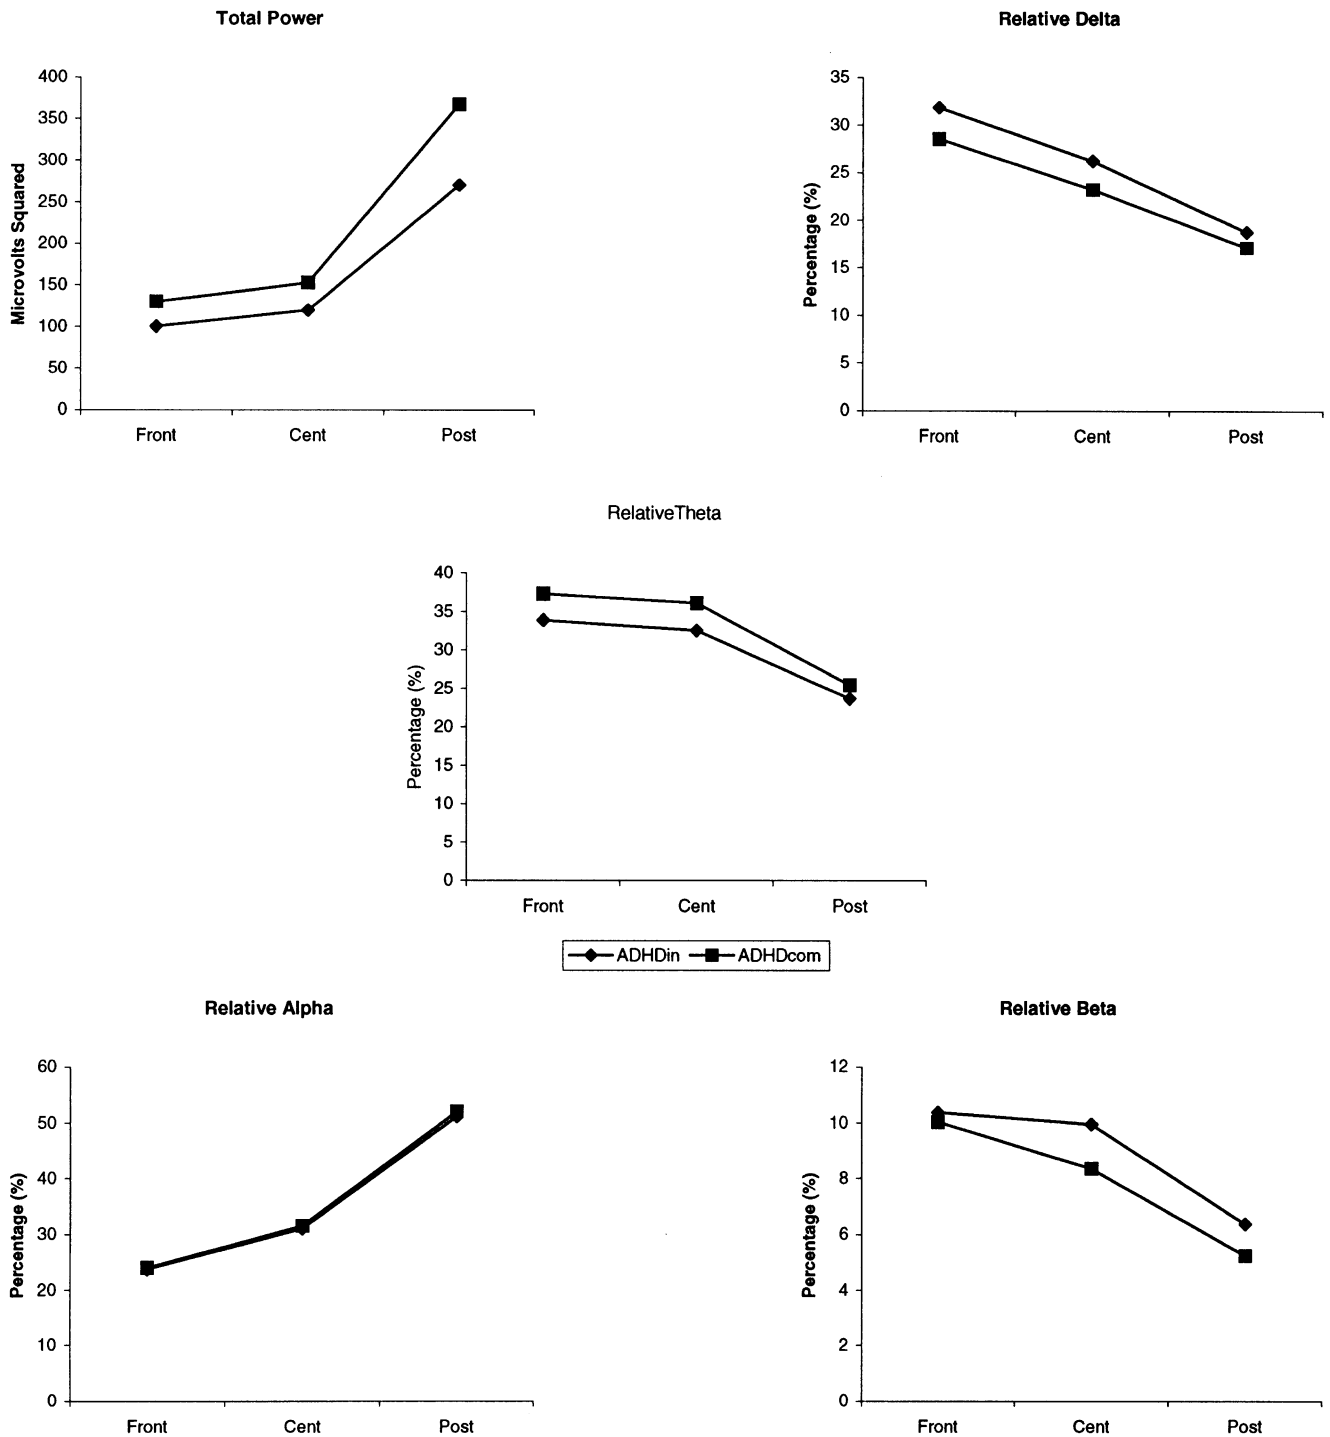 Total Power
400
350
300
250
200
150
100
50
0
Microvolts Squared
Front Cent Post
Relative Delta
35
30
25
20
15
10
5
0
Percentage (%)
Front Cent Post
RelativeTheta
40
35
30
25
20
15
10
5
0
Percentage (%)
Front Cent Post
ADHDin ADHDcom
Relative Alpha
60
50
40
30
20
10
0
Percentage (%)
Front Cent Post
Relative Beta
12
10
8
6
4
2
0
Percentage (%)
Front Cent Post